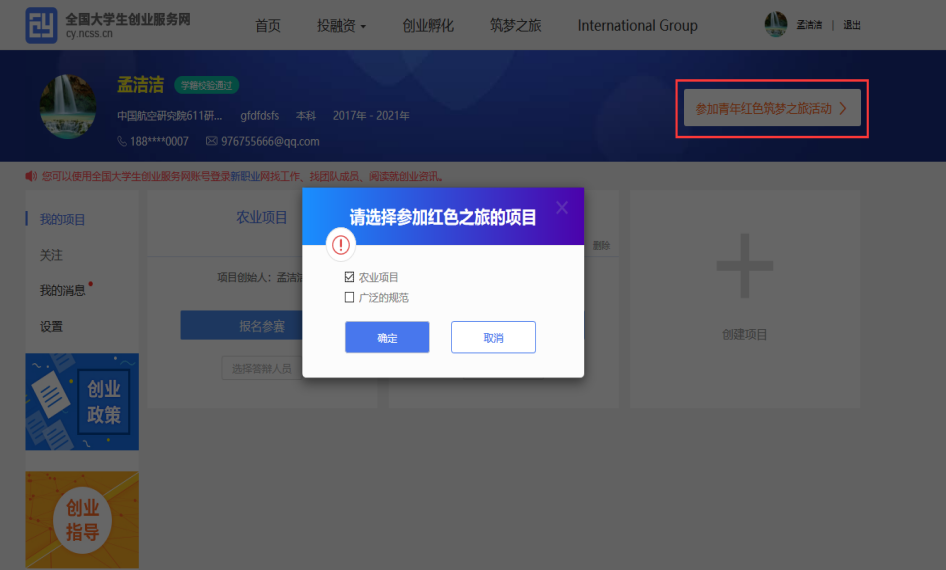 全国大学生创业服务网
cy.ncss.cn
首页 投融资 创业孵化 筑梦之旅 International Group 孟洁洁 | 退出
孟洁洁 学籍校验通过
中国航空研究院611研... gfdfdsfs 本科 2017年 - 2021年
188****0007 976755666@qq.com
参加青年红色筑梦之旅活动
您可以使用全国大学生创业服务网账号登录新职业网找工作、找团队成员、阅读就创业资讯。
我的项目
关注
我的消息
设置
创业
政策
创业
指导
农业项目
项目创始人：孟洁洁
报名参赛
选择答辩人员
删除
请选择参加红色之旅的项目
农业项目
广泛的规范
确定 取消
创建项目